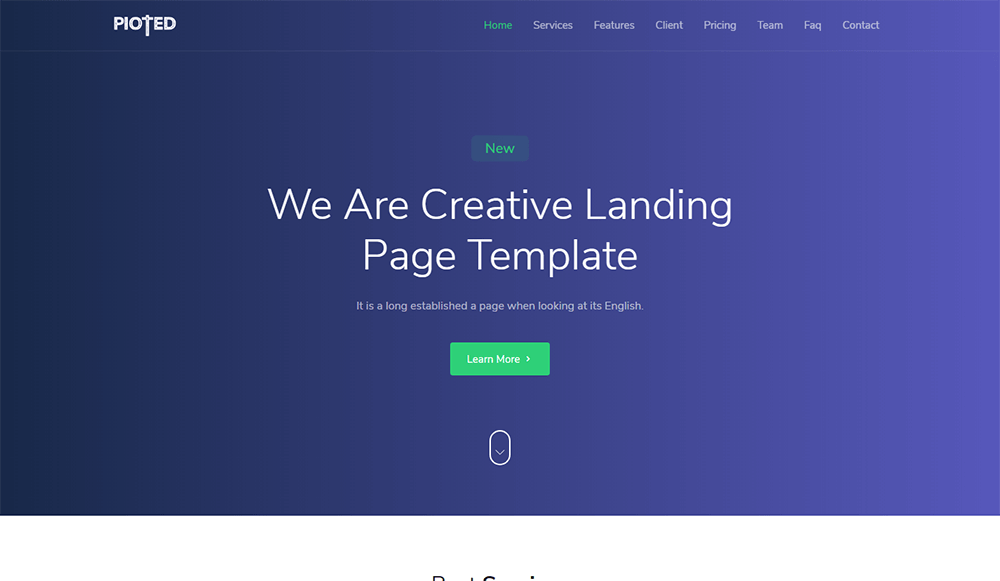 PIOTED
Home Services Features Client Pricing Team Faq Contact
New
We Are Creative Landing
Page Template
It is a long established a page when looking at its English.
Learn More